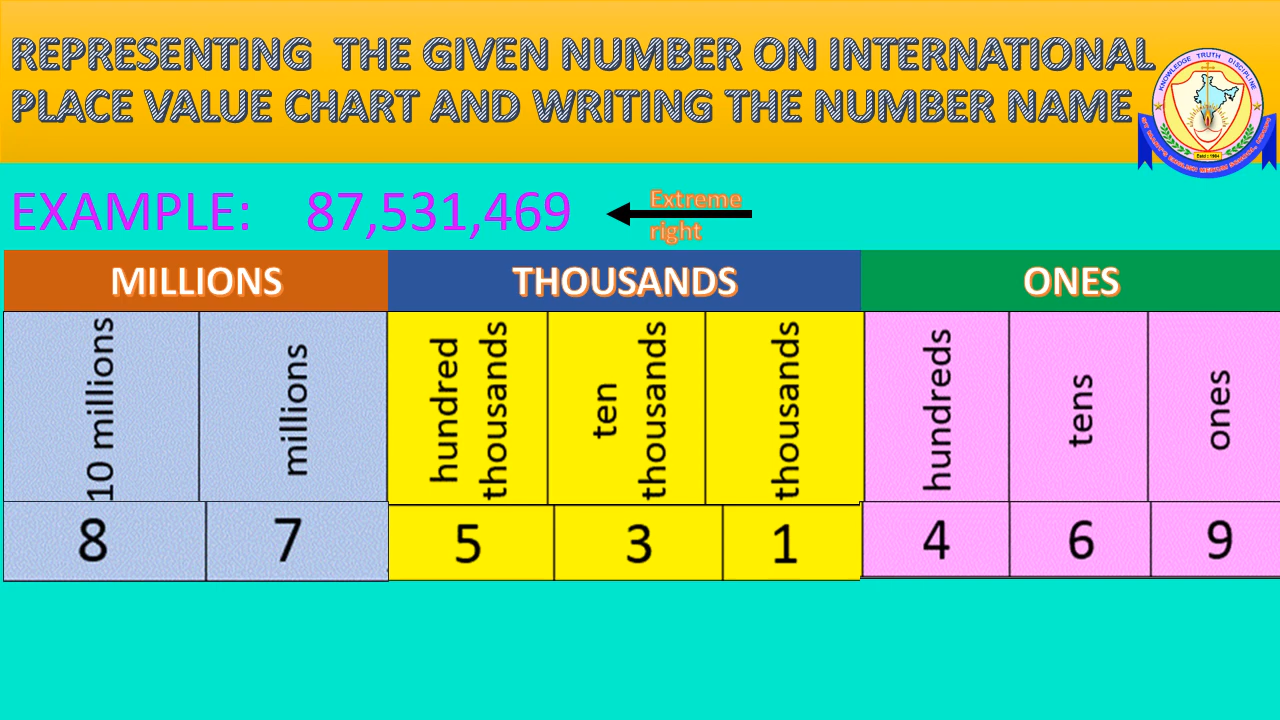 REPRESENTING THE GIVEN NUMBER ON INTERNATIONAL
PLACE VALUE CHART AND WRITING THE NUMBER NAME
KNOWLEDGE TRUTH DISCIPLINE
Estd : 1984
EXAMPLE: 87,531,469
Extreme
right
MILLIONS THOUSANDS ONES
10 millions
millions
hundred
thousands
ten
thousands
thousands
hundreds
tens
ones
8 7 5 3 1 4 6 9